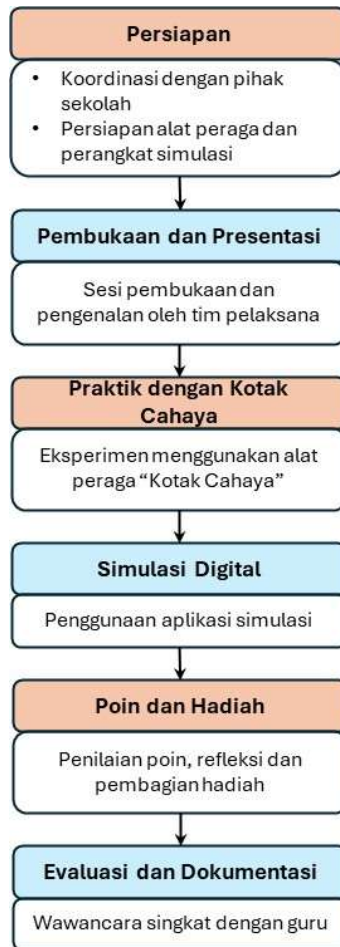 Persiapan
• Koordinasi dengan pihak
sekolah
• Persiapan alat peraga dan
perangkat simulasi
Pembukaan dan Presentasi
Sesi pembukaan dan
pengenalan oleh tim pelaksana
Praktik dengan Kotak
Cahaya
Eksperimen menggunakan alat
peraga “Kotak Cahaya”
Simulasi Digital
Penggunaan aplikasi simulasi
Poin dan Hadiah
Penilaian poin, refleksi dan
pembagian hadiah
Evaluasi dan Dokumentasi
Wawancara singkat dengan guru